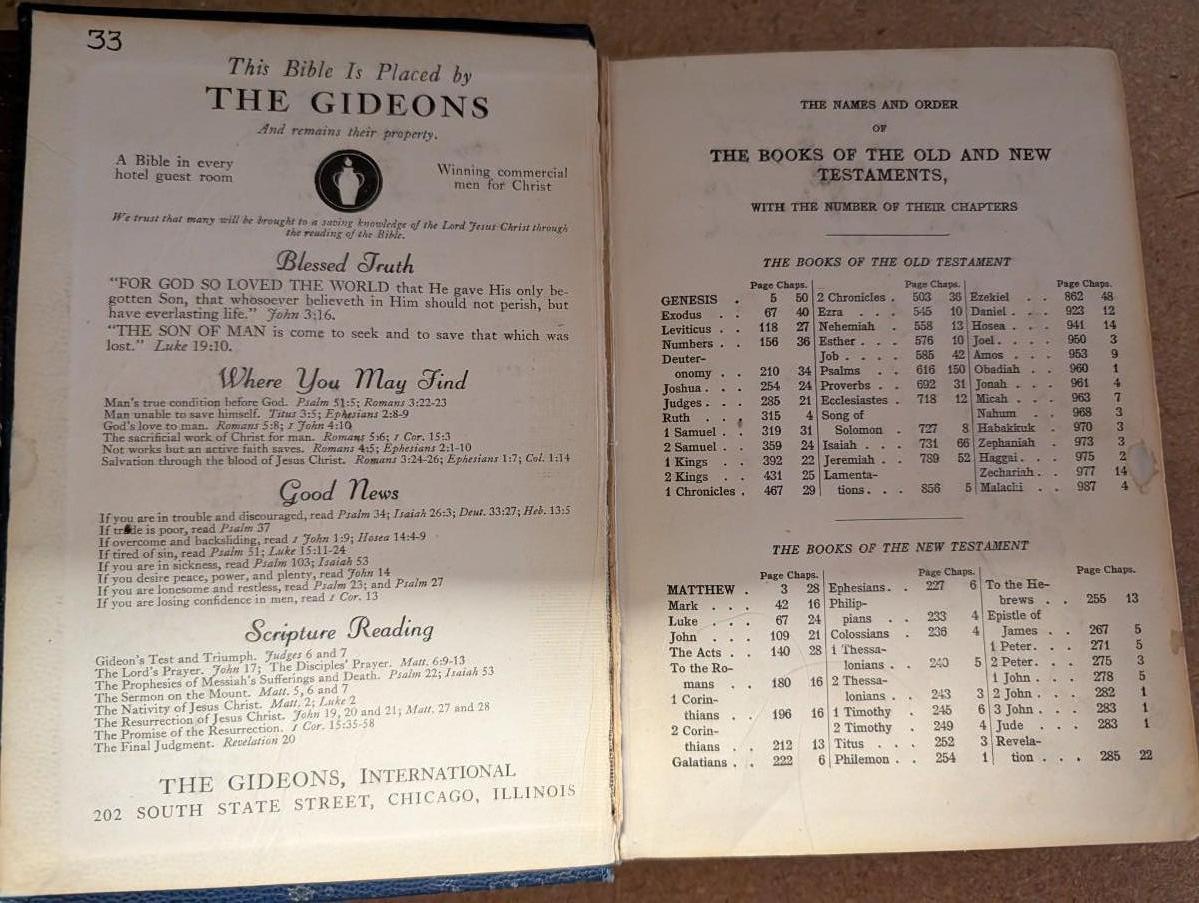 33
This Bible Is Placed by
THE GIDEONS
And remains their property.
A Bible in every
hotel guest room
Winning commercial
men for Christ
We trust that many will be brought to a saving knowledge of the Lord Jesus Christ through
the reading of the Bible.
Blessed Truth
"FOR GOD SO LOVED THE WORLD that He gave His only be-
gotten Son, that whosoever believeth in Him should not perish, but
have everlasting life." John 3:16.
"THE SON OF MAN is come to seek and to save that which was
lost." Luke 19:10.
Where You May Find
Man's true condition before God. Psalm 51:5; Romans 3:22-23
Man unable to save himself. Titus 3:5; Ephesians 2:8-9
God's love to man. Romans 5:8; 1 John 4:10
The sacrificial work of Christ for man. Romans 5:6; 1 Cor. 15:3
Not works but an active faith saves. Romans 4:5; Ephesians 2:1-10
Salvation through the blood of Jesus Christ. Romans 3:24-26; Ephesians 1:7; Col. 1:14
Good News
If you are in trouble and discouraged, read Psalm 34; Isaiah 26:3; Deut. 33:27; Heb. 13:5
If trade is poor, read Psalm 37
If overcome and backsliding, read 1 John 1:9; Hosea 14:4-9
If tired of sin, read Psalm 51; Luke 15:11-24
If you are in sickness, read Psalm 103; Isaiah 53
If you desire peace, power, and plenty, read John 14
If you are lonesome and restless, read Psalm 23; and Psalm 27
If you are losing confidence in men, read 1 Cor. 13
Scripture Reading
Gideon's Test and Triumph. Judges 6 and 7
The Lord's Prayer. John 17; The Disciples' Prayer. Matt. 6:9-13
The Prophesies of Messiah's Sufferings and Death. Psalm 22; Isaiah 53
The Sermon on the Mount. Matt. 5, 6 and 7
The Nativity of Jesus Christ. Matt. 2; Luke 2
The Resurrection of Jesus Christ. John 19, 20 and 21; Matt. 27 and 28
The Promise of the Resurrection. 1 Cor. 15:35-58
The Final Judgment. Revelation 20
THE GIDEONS, INTERNATIONAL
202 SOUTH STATE STREET, CHICAGO, ILLINOIS
THE NAMES AND ORDER
OF
THE BOOKS OF THE OLD AND NEW
TESTAMENTS,
WITH THE NUMBER OF THEIR CHAPTERS
THE BOOKS OF THE OLD TESTAMENT
Page Chaps.
GENESIS . 5 50
Exodus . . 67 40
Leviticus . . 118 27
Numbers . . 156 36
Deuter-
onomy . . 210 34
Joshua . . . 254 24
Judges . . . 285 21
Ruth . . . 315 4
1 Samuel . . 319 31
2 Samuel . . 359 24
1 Kings . . 392 22
2 Kings . . 431 25
1 Chronicles . 467 29
Page Chaps.
2 Chronicles . 503 36
Ezra . . . 545 10
Nehemiah . 558 13
Esther . . . 576 10
Job . . . . 585 42
Psalms . . 616 150
Proverbs . . 692 31
Ecclesiastes . 718 12
Song of
Solomon . 727 8
Isaiah . . . 731 66
Jeremiah . . 789 52
Lamenta-
tions . . . 856 5
Page Chaps.
Ezekiel . . 862 48
Daniel . . . 923 12
Hosea . . . 941 14
Joel . . . . 950 3
Amos . . . 953 9
Obadiah . . 960 1
Jonah . . . 961 4
Micah . . . 963 7
Nahum . . 968 3
Habakkuk . 970 3
Zephaniah . 973 3
Haggai . . . 975 2
Zechariah . . 977 14
Malachi . . 987 4
THE BOOKS OF THE NEW TESTAMENT
Page Chaps.
MATTHEW . 3 28
Mark . . . 42 16
Luke . . . 67 24
John . . . 109 21
The Acts . . 140 28
To the Ro-
mans . . 180 16
1 Corin-
thians . . 196 16
2 Corin-
thians . . 212 13
Galatians . . 222 6
Page Chaps.
Ephesians . . 227 6
Philip-
pians . . 233 4
Colossians . 236 4
1 Thessa-
lonians . . 240 5
2 Thessa-
lonians . . 243 3
1 Timothy . 245 6
2 Timothy . 249 4
Titus . . . 252 3
Philemon . . 254 1
Page Chaps.
To the He-
brews . . 255 13
Epistle of
James . . 267 5
1 Peter . . . 271 5
2 Peter . . . 275 3
1 John . . . 278 5
2 John . . . 282 1
3 John . . . 283 1
Jude . . . 283 1
Revela-
tion . . . . 285 22